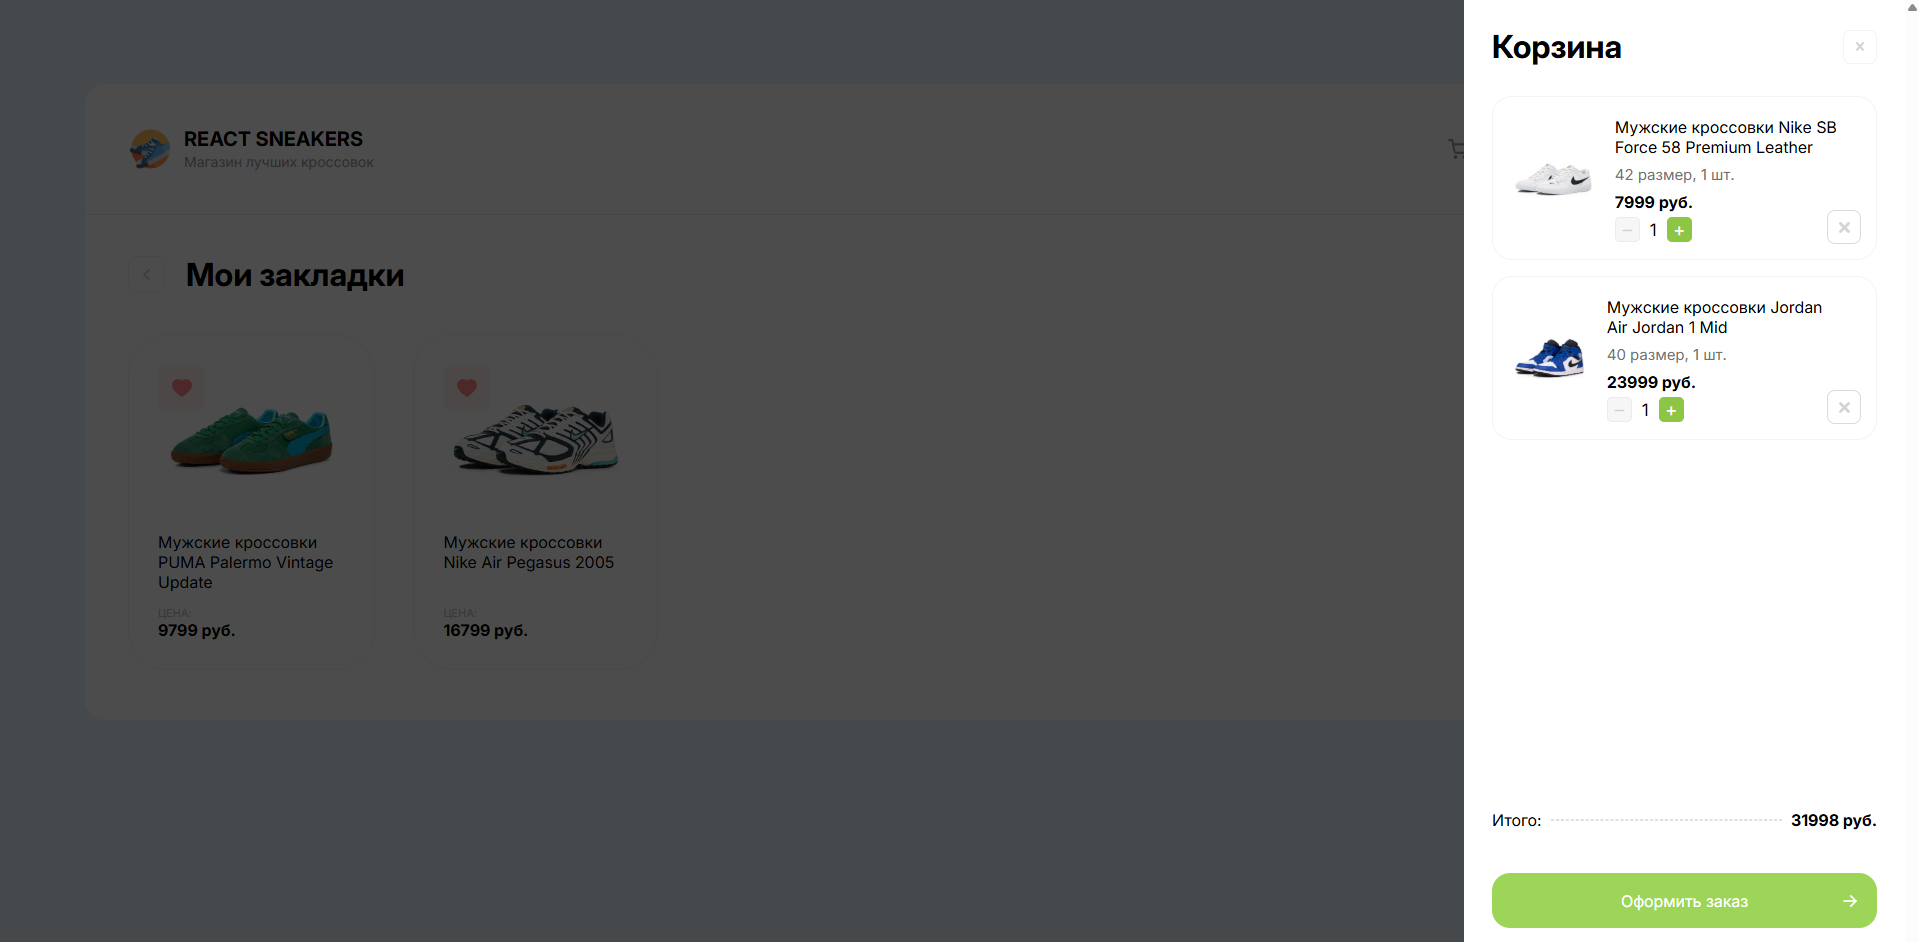 REACT SNEAKERS
Магазин лучших кроссовок
Мои закладки
Мужские кроссовки
PUMA Palermo Vintage
Update
ЦЕНА:
9799 руб.
Мужские кроссовки
Nike Air Pegasus 2005
ЦЕНА:
16799 руб.
Корзина
Мужские кроссовки Nike SB
Force 58 Premium Leather
42 размер, 1 шт.
7999 руб.
− 1 +
Мужские кроссовки Jordan
Air Jordan 1 Mid
40 размер, 1 шт.
23999 руб.
− 1 +
Итого: 31998 руб.
Оформить заказ →